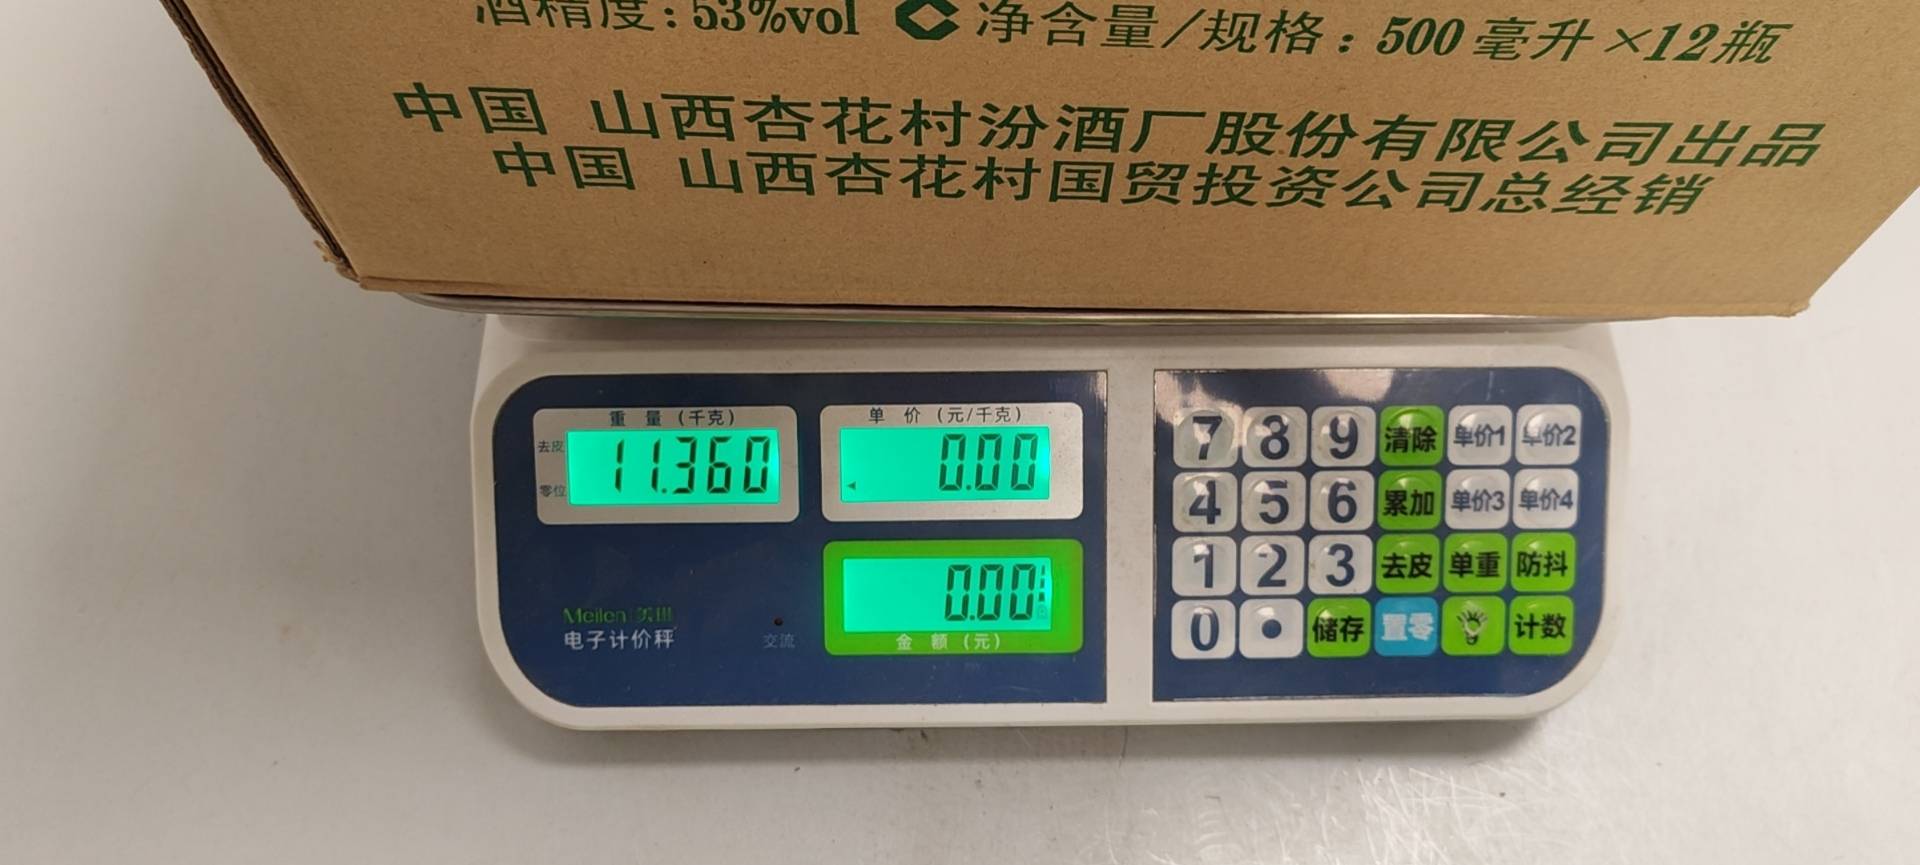 酒精度:53%vol 净含量/规格:500毫升×12瓶
中国 山西杏花村汾酒厂股份有限公司出品
中国 山西杏花村国贸投资公司总经销
重 量 (千克)
去皮
零位
11.360
单 价 (元/千克)
0.00
0.00
金 额 (元)
Meilen
电子计价秤
交流
7 8 9 清除 单价1 单价2
4 5 6 累加 单价3 单价4
1 2 3 去皮 单重 防抖
0 • 储存 置零 计数